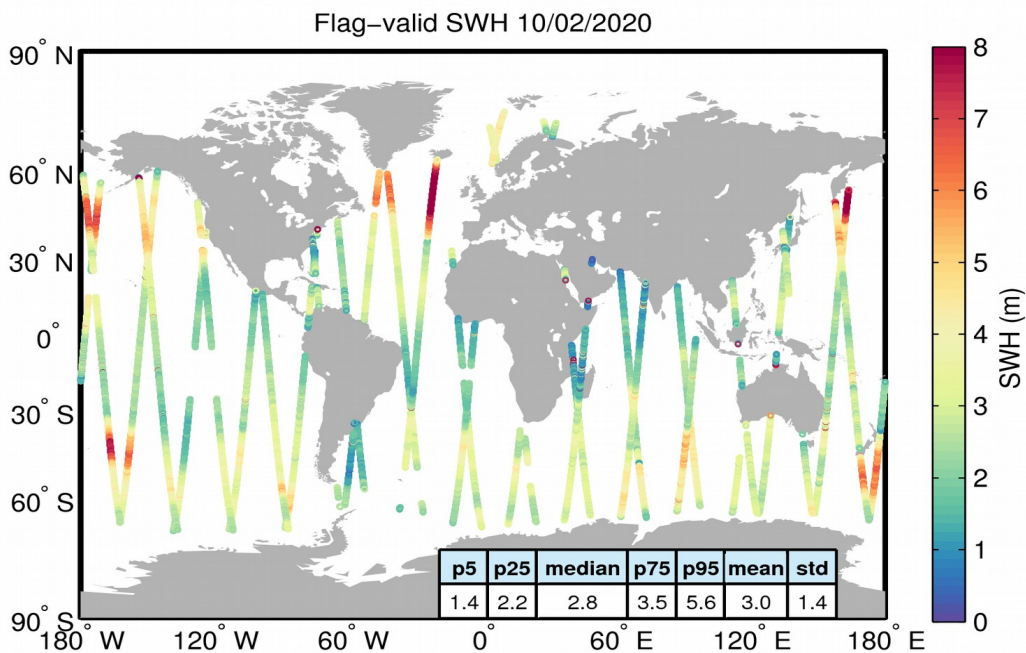 Flag–valid SWH 10/02/2020
90° N
60° N
30° N
0°
30° S
60° S
90° S
180° W
120° W
60° W
0°
60° E
120° E
180° E
p5 p25 median p75 p95 mean std
1.4 2.2 2.8 3.5 5.6 3.0 1.4
8
7
6
5
4
3
2
1
0
SWH (m)